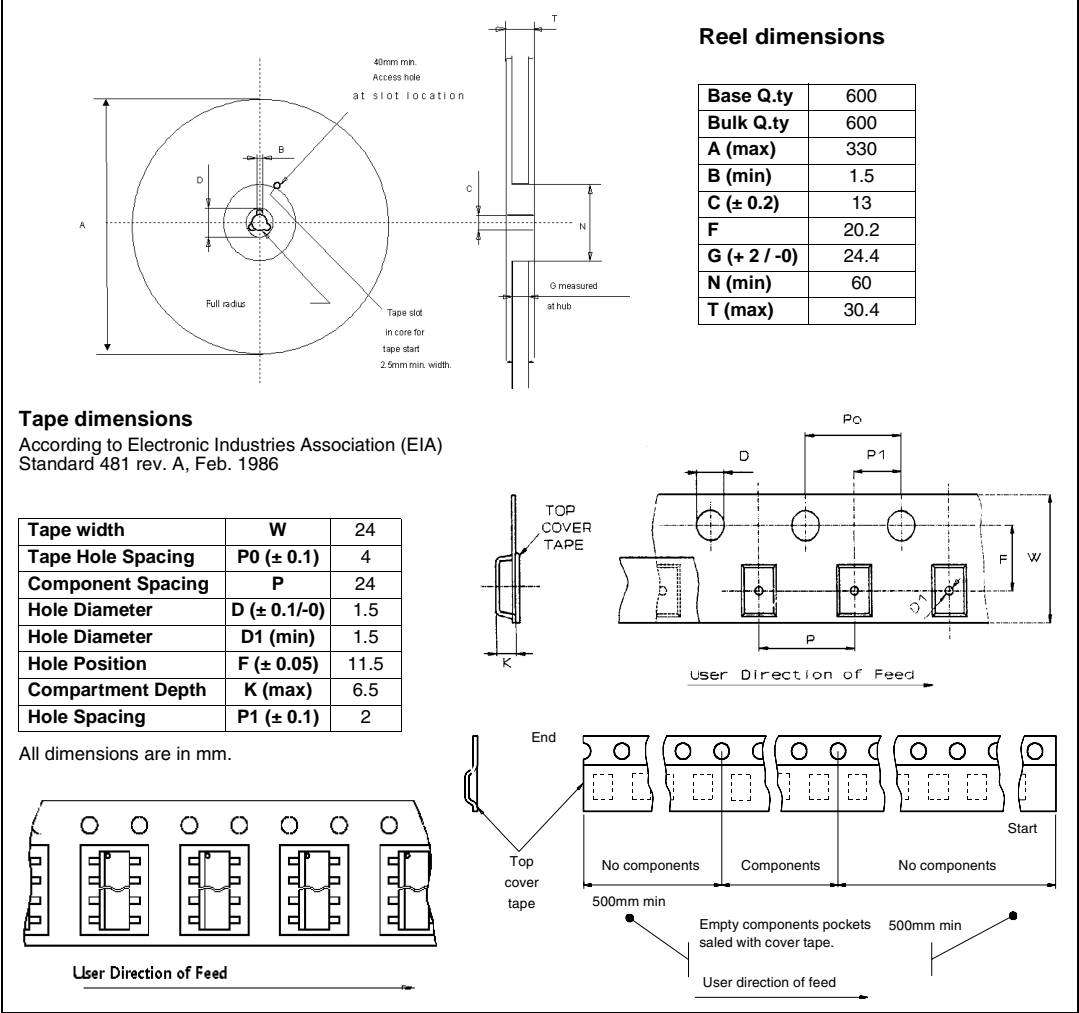 T
40mm min.
Access hole
at slot location
B
D
A
C
N
G measured
at hub
Full radius
Tape slot
in core for
tape start
2.5mm min. width.
Reel dimensions
Base Q.ty 600
Bulk Q.ty 600
A (max) 330
B (min) 1.5
C (± 0.2) 13
F 20.2
G (+ 2 / -0) 24.4
N (min) 60
T (max) 30.4
Tape dimensions
According to Electronic Industries Association (EIA)
Standard 481 rev. A, Feb. 1986
Tape width W 24
Tape Hole Spacing P0 (± 0.1) 4
Component Spacing P 24
Hole Diameter D (± 0.1/-0) 1.5
Hole Diameter D1 (min) 1.5
Hole Position F (± 0.05) 11.5
Compartment Depth K (max) 6.5
Hole Spacing P1 (± 0.1) 2
All dimensions are in mm.
Po
D
P1
TOP
COVER
TAPE
F
W
K
P
User Direction of Feed
End
Start
Top
cover
tape
No components
Components
No components
500mm min
Empty components pockets
saled with cover tape.
500mm min
User direction of feed
User Direction of Feed